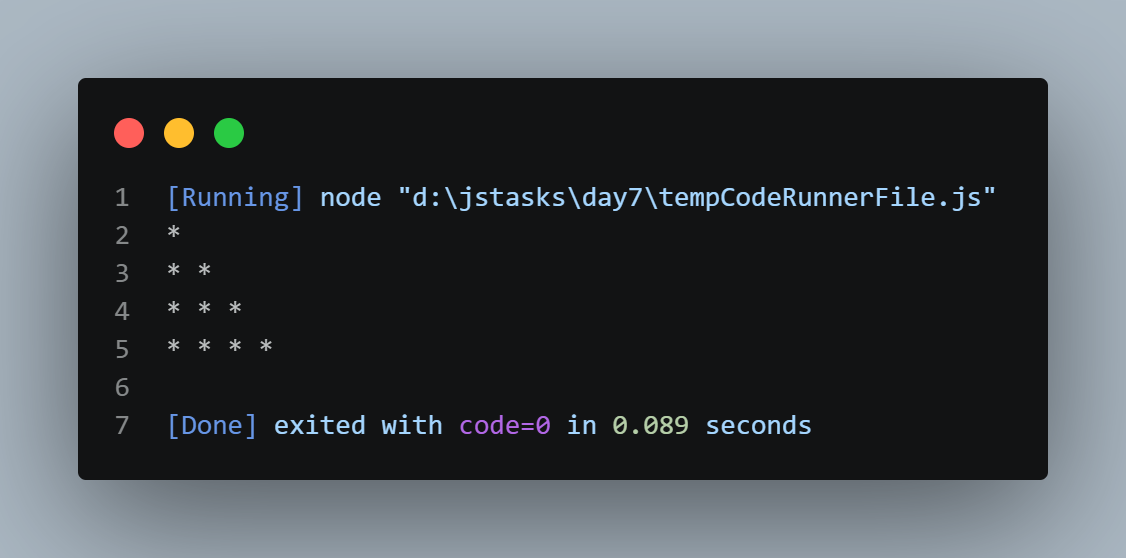 1 [Running] node "d:\jstasks\day7\tempCodeRunnerFile.js"
2 *
3 * *
4 * * *
5 * * * *
6
7 [Done] exited with code=0 in 0.089 seconds